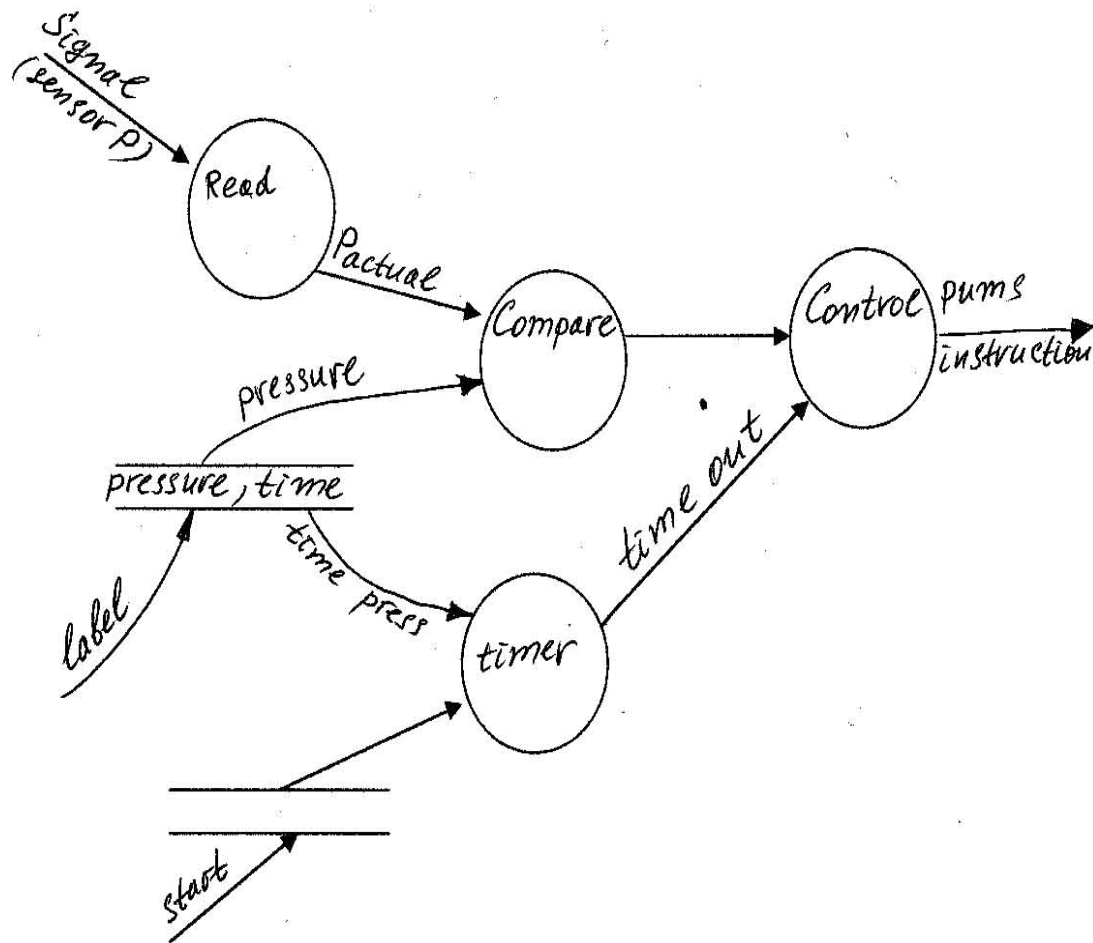 Signal
(sensor P)
Read
Pactual
Compare
Control
pums
instruction
pressure
pressure, time
time press
label
time out
timer
start